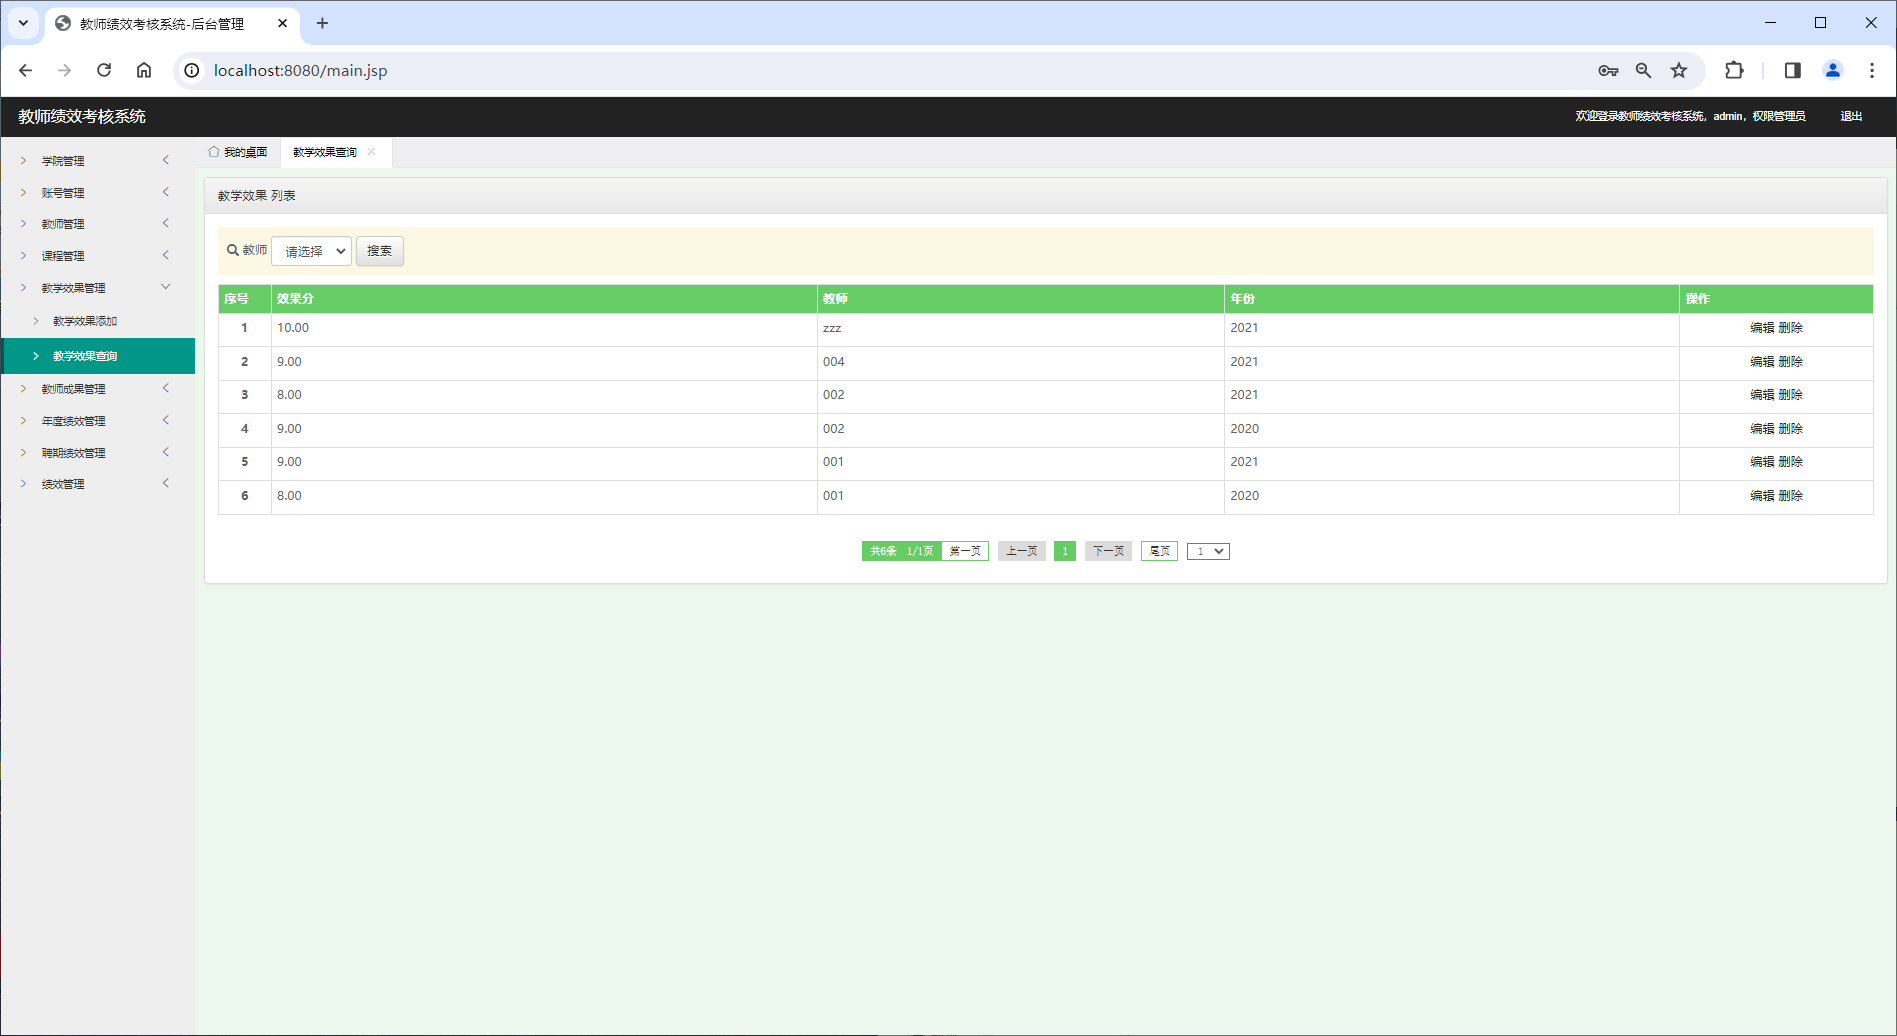 教师绩效考核系统-后台管理
localhost:8080/main.jsp
教师绩效考核系统
欢迎登录教师绩效考核系统，admin，权限管理员 退出
学院管理
账号管理
教师管理
课程管理
教学效果管理
教学效果添加
教学效果查询
教师成果管理
年度绩效管理
聘期绩效管理
绩效管理
我的桌面 教学效果查询
教学效果 列表
教师 请选择 搜索
序号 效果分 教师 年份 操作
1 10.00 zzz 2021 编辑 删除
2 9.00 004 2021 编辑 删除
3 8.00 002 2021 编辑 删除
4 9.00 002 2020 编辑 删除
5 9.00 001 2021 编辑 删除
6 8.00 001 2020 编辑 删除
共6条 1/1页 第一页 上一页 1 下一页 尾页 1